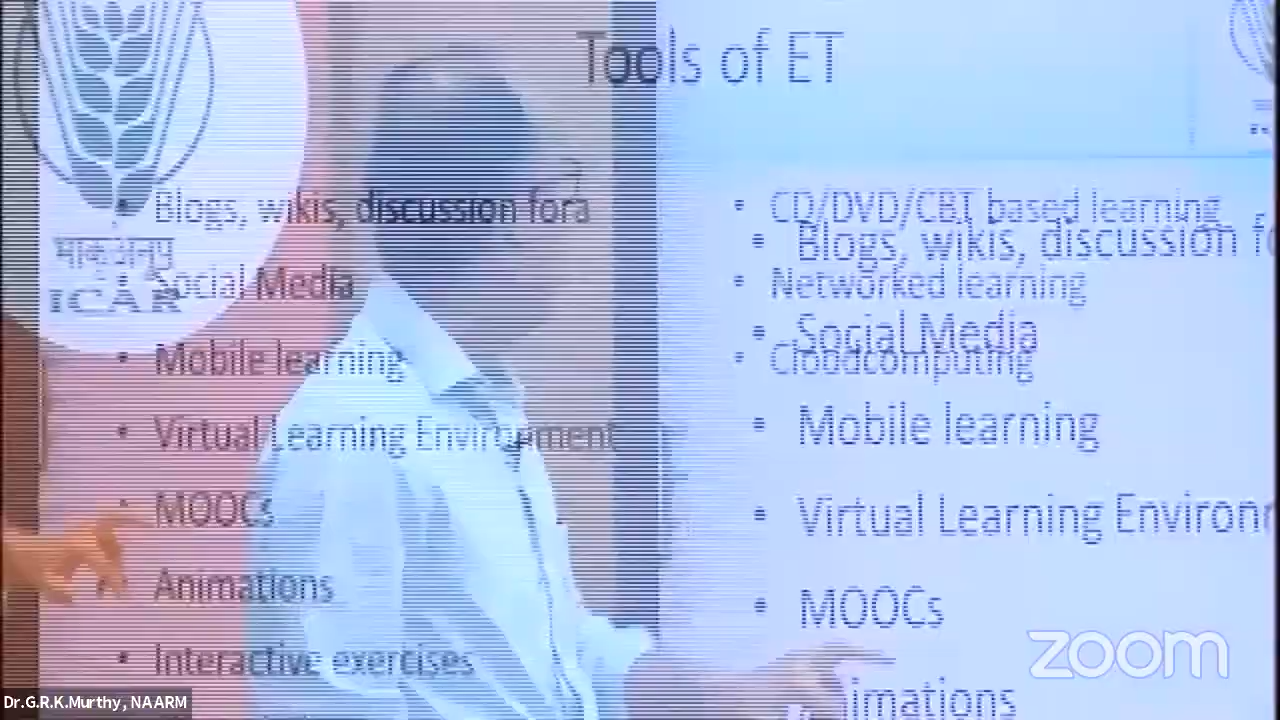 Tools of ET
Blogs, wikis, discussion fora
Social Media
Mobile learning
Virtual Learning Environment
MOOCs
Animations
Interactive exercises
CD/DVD/CBT based learning
Networked learning
Cloudcomputing
Blogs, wikis, discussion
Social Media
Mobile learning
Virtual Learning Environ
MOOCs
imations
ICAR
zoom
Dr.G.R.K.Murthy, NAARM